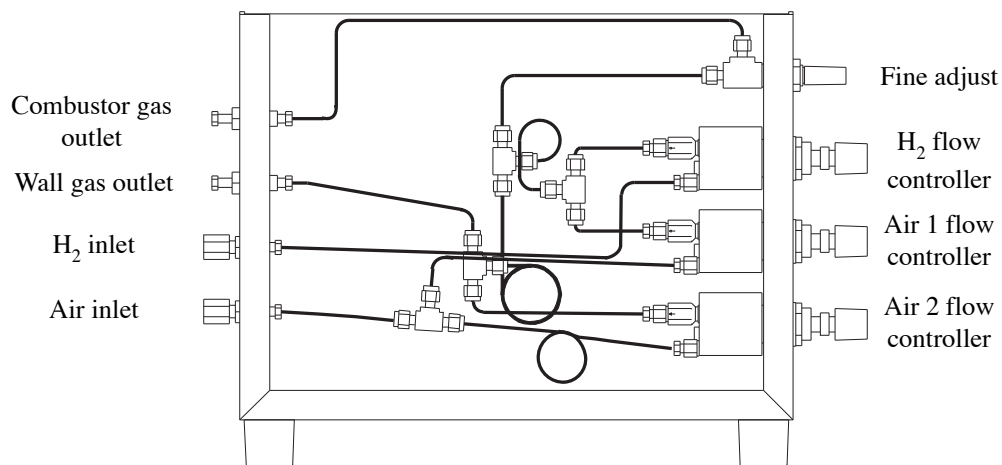 Combustor gas
outlet
Wall gas outlet
H₂ inlet
Air inlet
Fine adjust
H₂ flow
controller
Air 1 flow
controller
Air 2 flow
controller